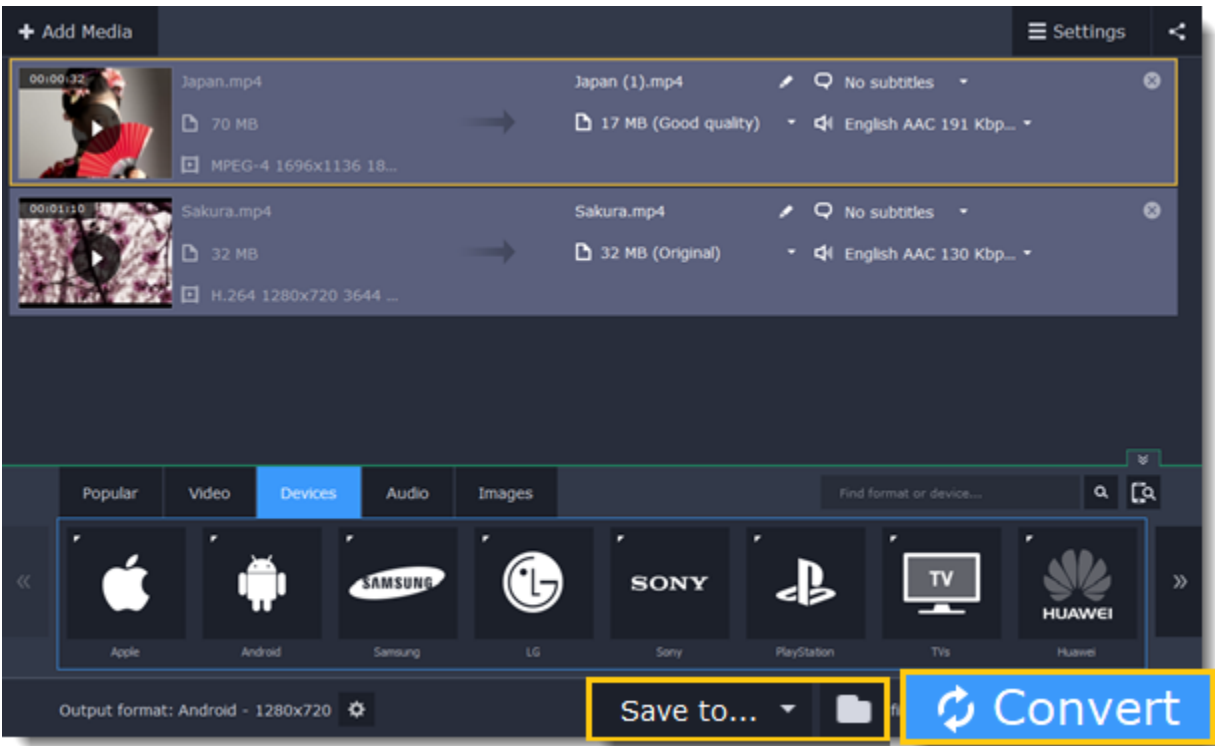 Add Media
Settings
00:00:32
Japan.mp4
Japan (1).mp4
No subtitles
70 MB
17 MB (Good quality)
English AAC 191 Kbp...
MPEG-4 1696x1136 18...
00:01:10
Sakura.mp4
Sakura.mp4
No subtitles
32 MB
32 MB (Original)
English AAC 130 Kbp...
H.264 1280x720 3644 ...
Popular
Video
Devices
Audio
Images
Find format or device...
SAMSUNG
LG
SONY
TV
HUAWEI
Apple
Android
Samsung
LG
Sony
PlayStation
TVs
Huawei
Output format: Android - 1280x720
Save to...
Convert